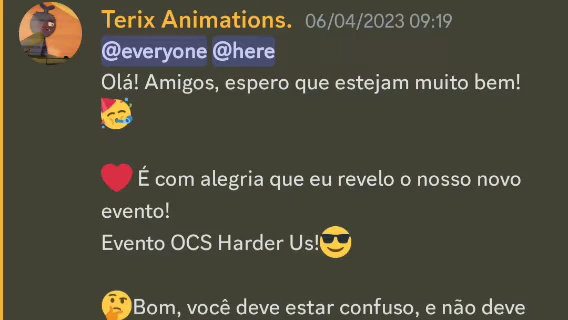 Terix Animations. 06/04/2023 09:19
@everyone @here
Olá! Amigos, espero que estejam muito bem!
🥳
❤️ É com alegria que eu revelo o nosso novo
evento!
Evento OCS Harder Us!😎
🤔Bom, você deve estar confuso, e não deve